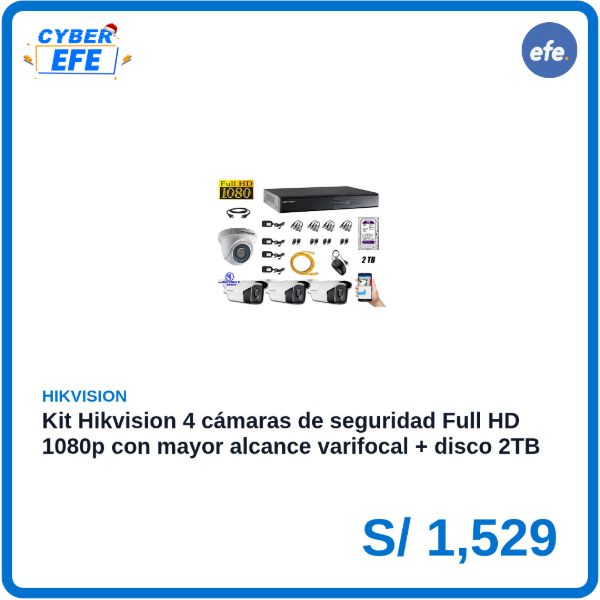 CYBER
EFE
efe.
Full HD
1080
2 TB
HIKVISION
Kit Hikvision 4 cámaras de seguridad Full HD
1080p con mayor alcance varifocal + disco 2TB
S/ 1,529